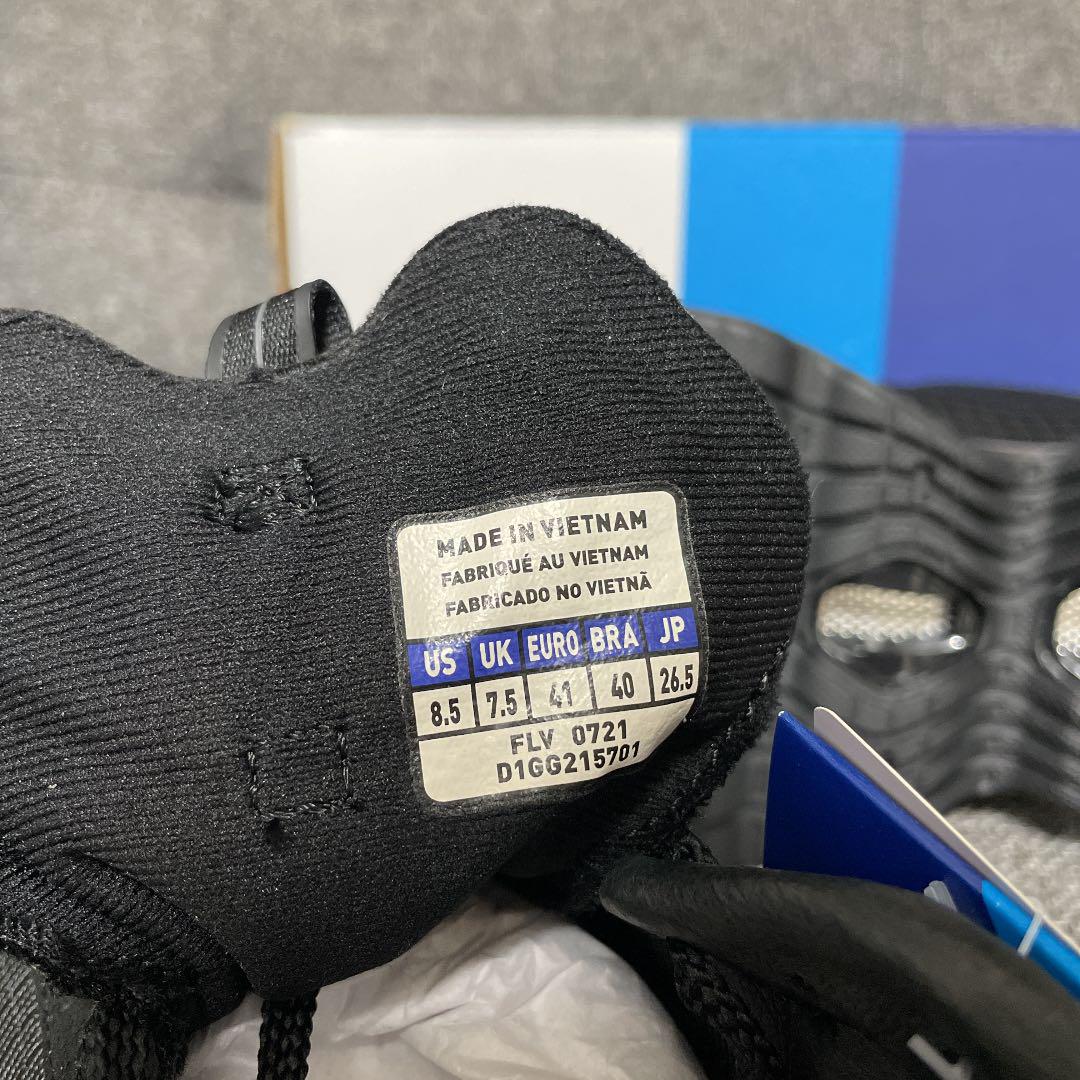 MADE IN VIETNAM
FABRIQUÉ AU VIETNAM
FABRICADO NO VIETNÃ
US UK EURO BRA JP
8.5 7.5 41 40 26.5
FLV 0721
D1GG215701